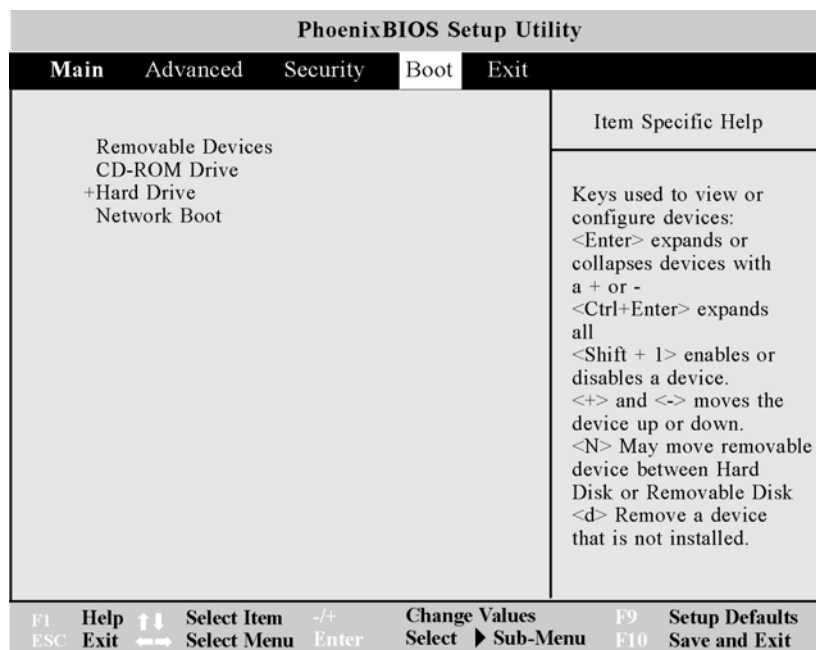 PhoenixBIOS Setup Utility
Main Advanced Security Boot Exit
Removable Devices
CD-ROM Drive
+Hard Drive
Network Boot
Item Specific Help
Keys used to view or
configure devices:
<Enter> expands or
collapses devices with
a + or -
<Ctrl+Enter> expands
all
<Shift + 1> enables or
disables a device.
<+> and <-> moves the
device up or down.
<N> May move removable
device between Hard
Disk or Removable Disk
<d> Remove a device
that is not installed.
F1 Help ↑↓ Select Item -/+ Change Values F9 Setup Defaults
ESC Exit ←→ Select Menu Enter Select ▶ Sub-Menu F10 Save and Exit